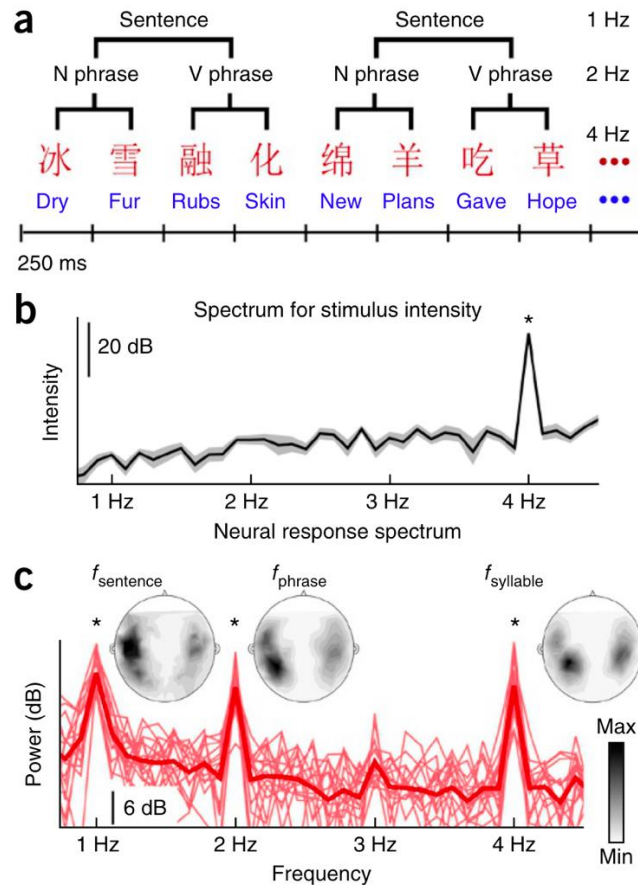 a
Sentence Sentence 1 Hz
N phrase V phrase N phrase V phrase 2 Hz
4 Hz
冰 雪 融 化 绵 羊 吃 草 •••
Dry Fur Rubs Skin New Plans Gave Hope •••
250 ms
b
Spectrum for stimulus intensity
*
20 dB
Intensity
1 Hz 2 Hz 3 Hz 4 Hz
Neural response spectrum
c
f sentence f phrase f syllable
* * *
Power (dB)
Max
6 dB
Min
1 Hz 2 Hz 3 Hz 4 Hz
Frequency